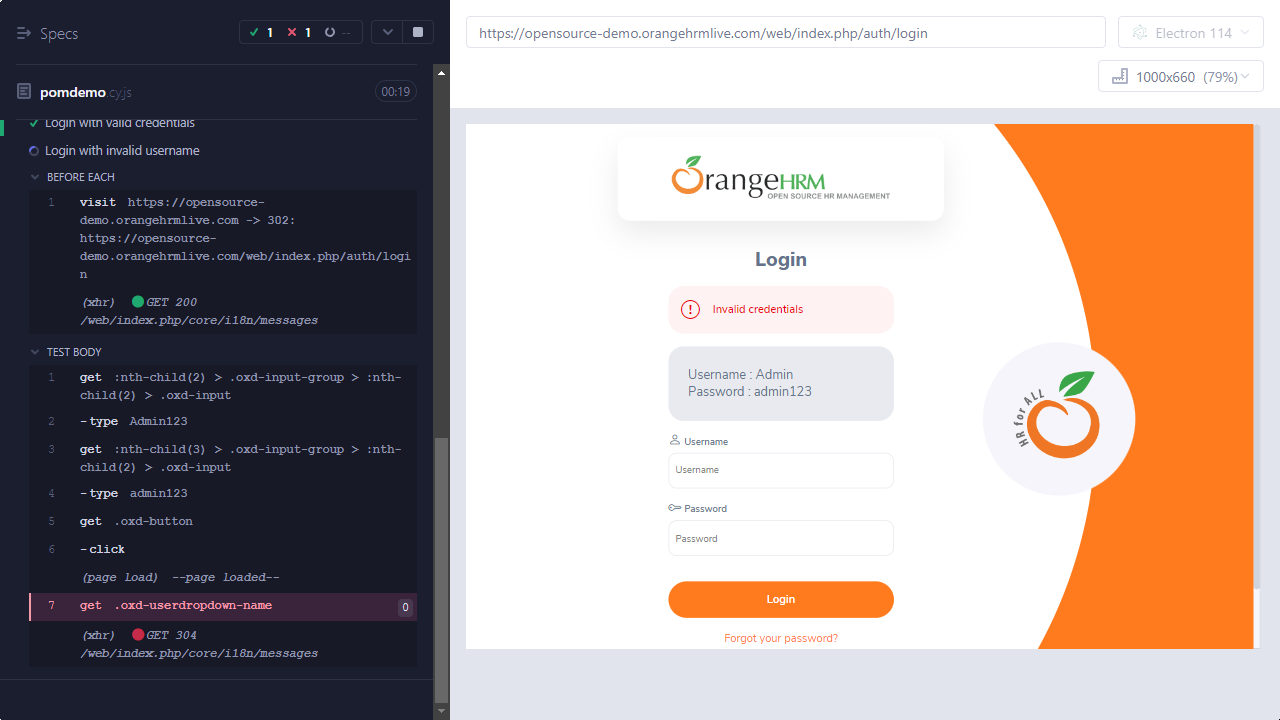 Specs
1
1
--
pomdemo.cy.js
00:19
Login with valid credentials
Login with invalid username
BEFORE EACH
1 visit https://opensource-
demo.orangehrmlive.com -> 302:
https://opensource-
demo.orangehrmlive.com/web/index.php/auth/logi
n
(xhr) GET 200
/web/index.php/core/i18n/messages
TEST BODY
1 get :nth-child(2) > .oxd-input-group > :nth-
child(2) > .oxd-input
2 -type Admin123
3 get :nth-child(3) > .oxd-input-group > :nth-
child(2) > .oxd-input
4 -type admin123
5 get .oxd-button
6 -click
(page load) --page loaded--
7 get .oxd-userdropdown-name 0
(xhr) GET 304
/web/index.php/core/i18n/messages
https://opensource-demo.orangehrmlive.com/web/index.php/auth/login
Electron 114
1000x660 (79%)
OrangeHRM
OPEN SOURCE HR MANAGEMENT
Login
Invalid credentials
Username : Admin
Password : admin123
Username
Username
Password
Password
Login
Forgot your password?
HR for ALL